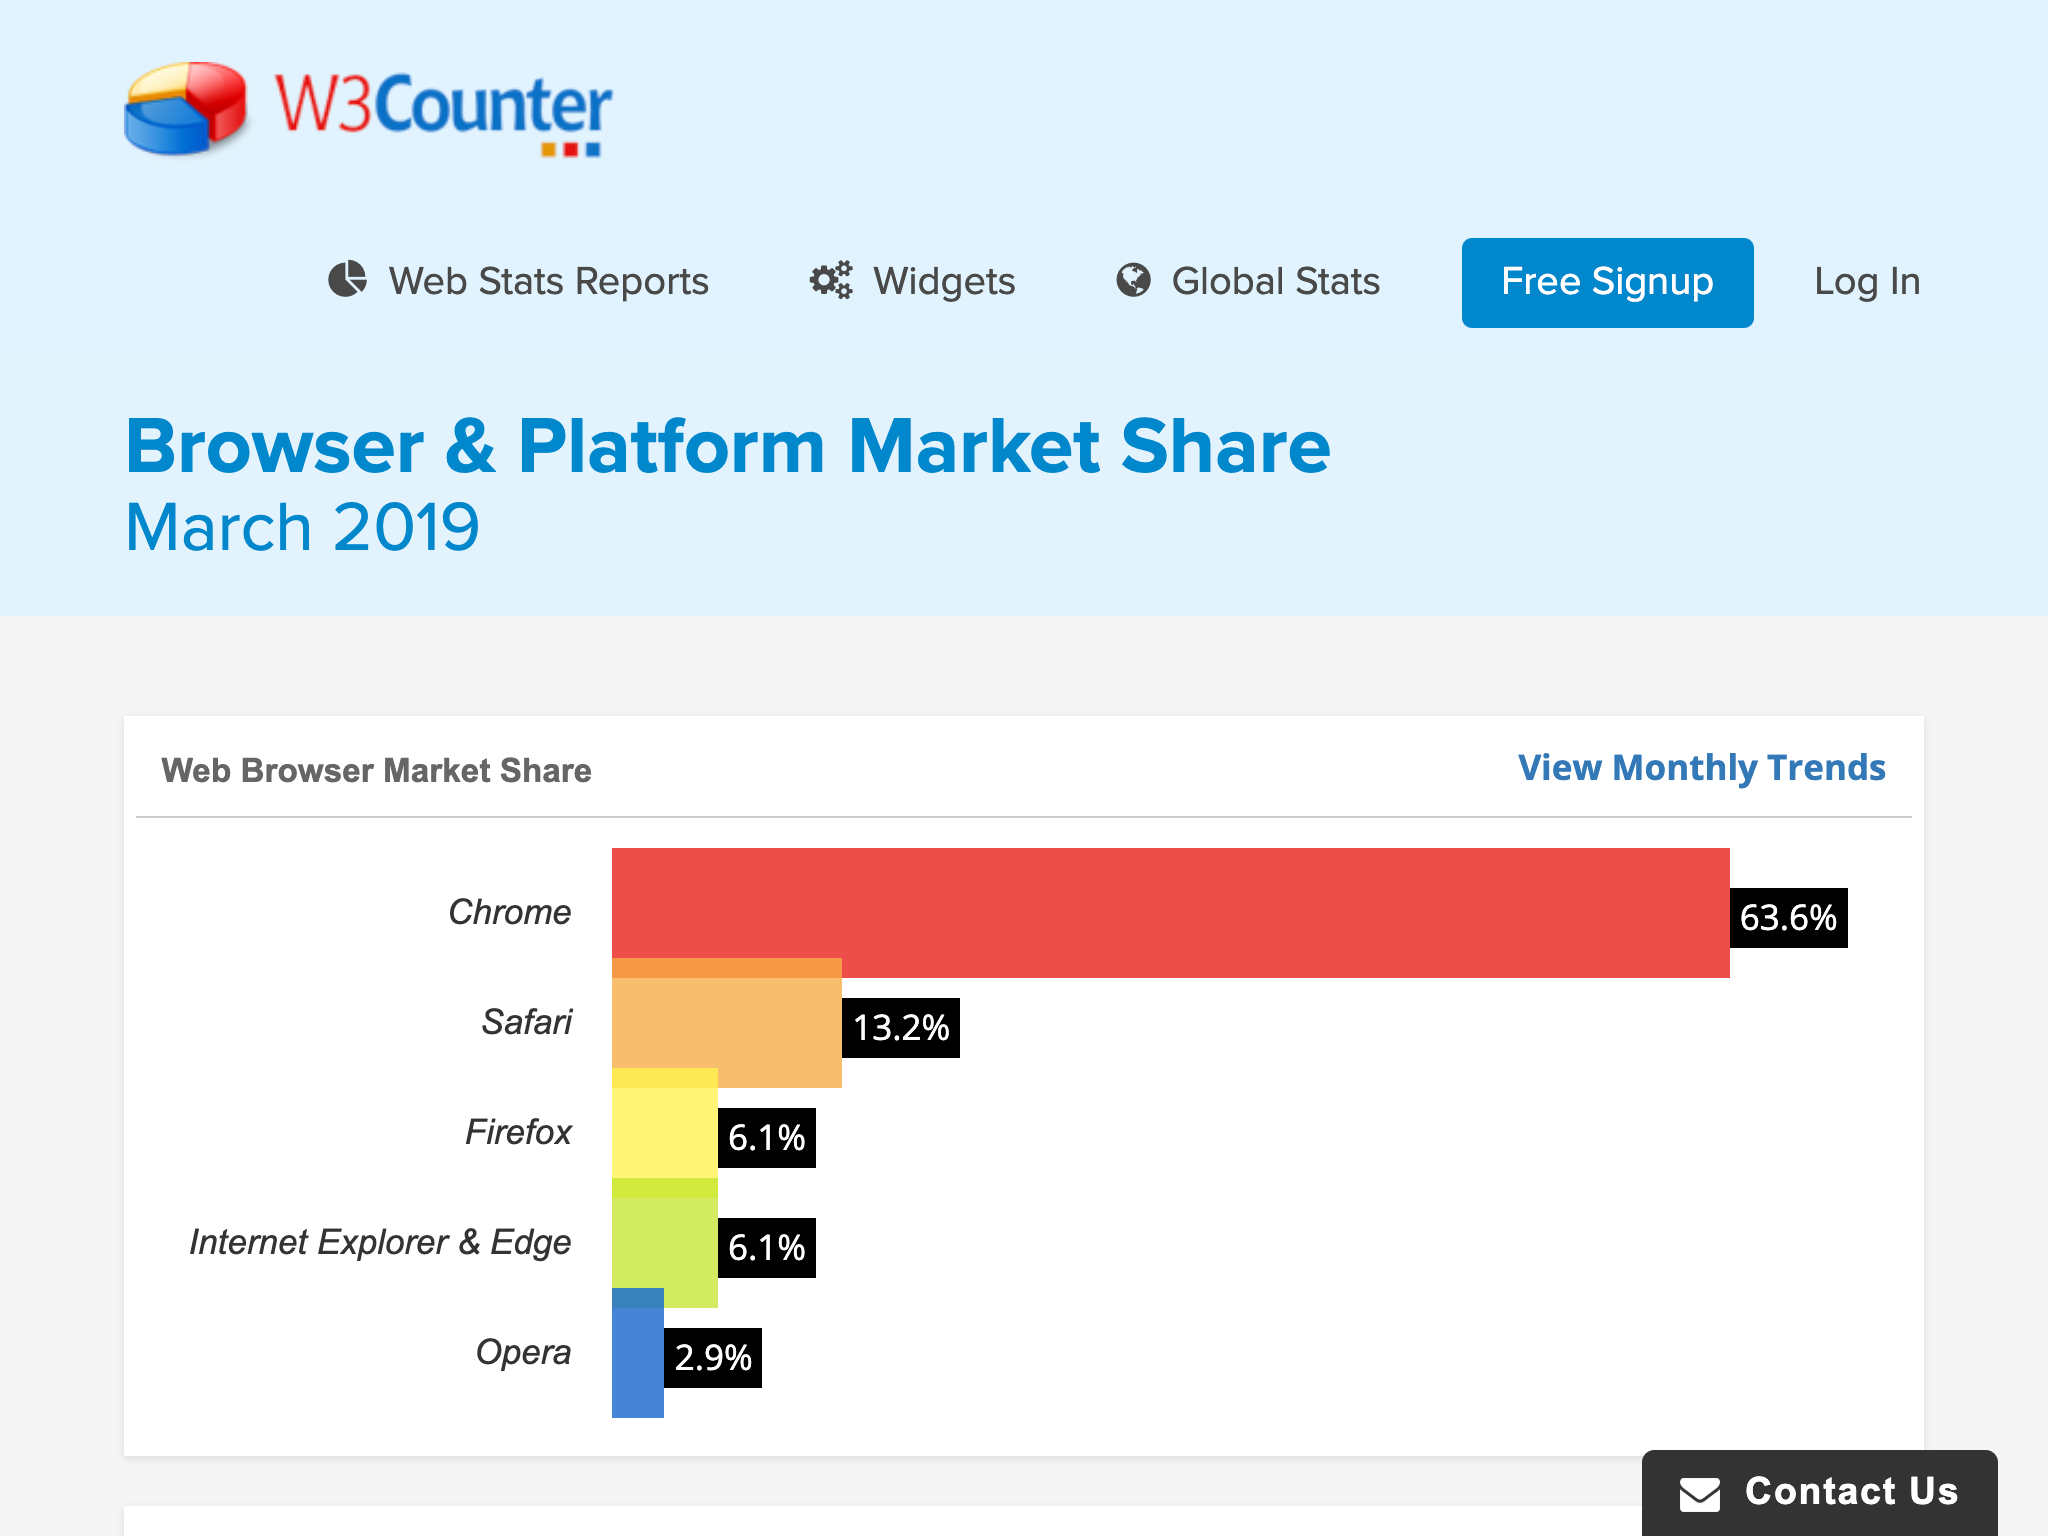 W3Counter
Web Stats Reports
Widgets
Global Stats
Free Signup
Log In
Browser & Platform Market Share
March 2019
Web Browser Market Share
View Monthly Trends
Chrome
63.6%
Safari
13.2%
Firefox
6.1%
Internet Explorer & Edge
6.1%
Opera
2.9%
Contact Us